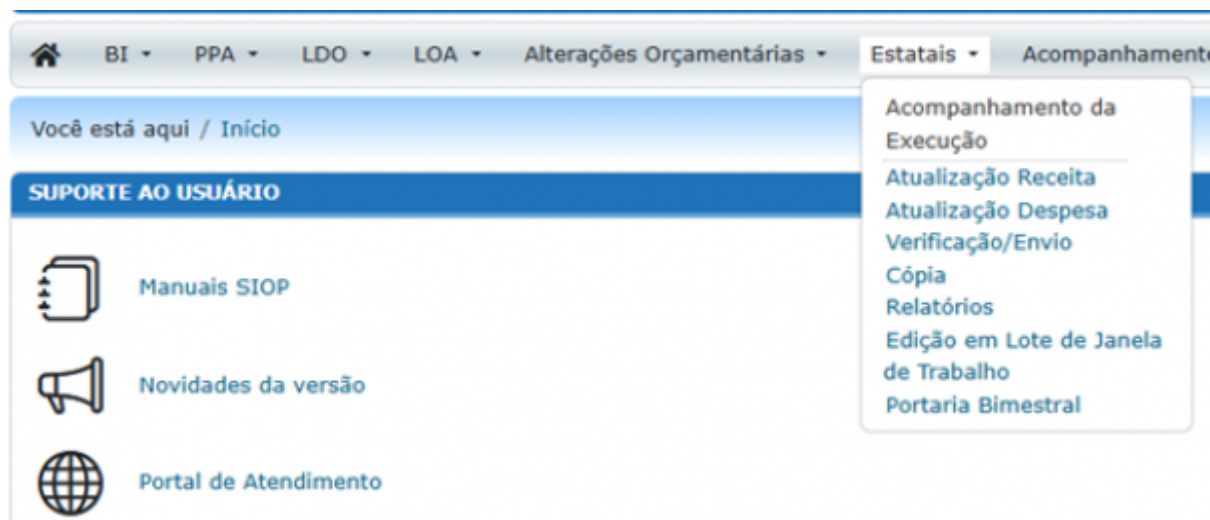 BI PPA LDO LOA Alterações Orçamentárias Estatais Acompanhamento
Você está aqui / Início
SUPORTE AO USUÁRIO
Manuais SIOP
Novidades da versão
Portal de Atendimento
Acompanhamento da
Execução
Atualização Receita
Atualização Despesa
Verificação/Envio
Cópia
Relatórios
Edição em Lote de Janela
de Trabalho
Portaria Bimestral